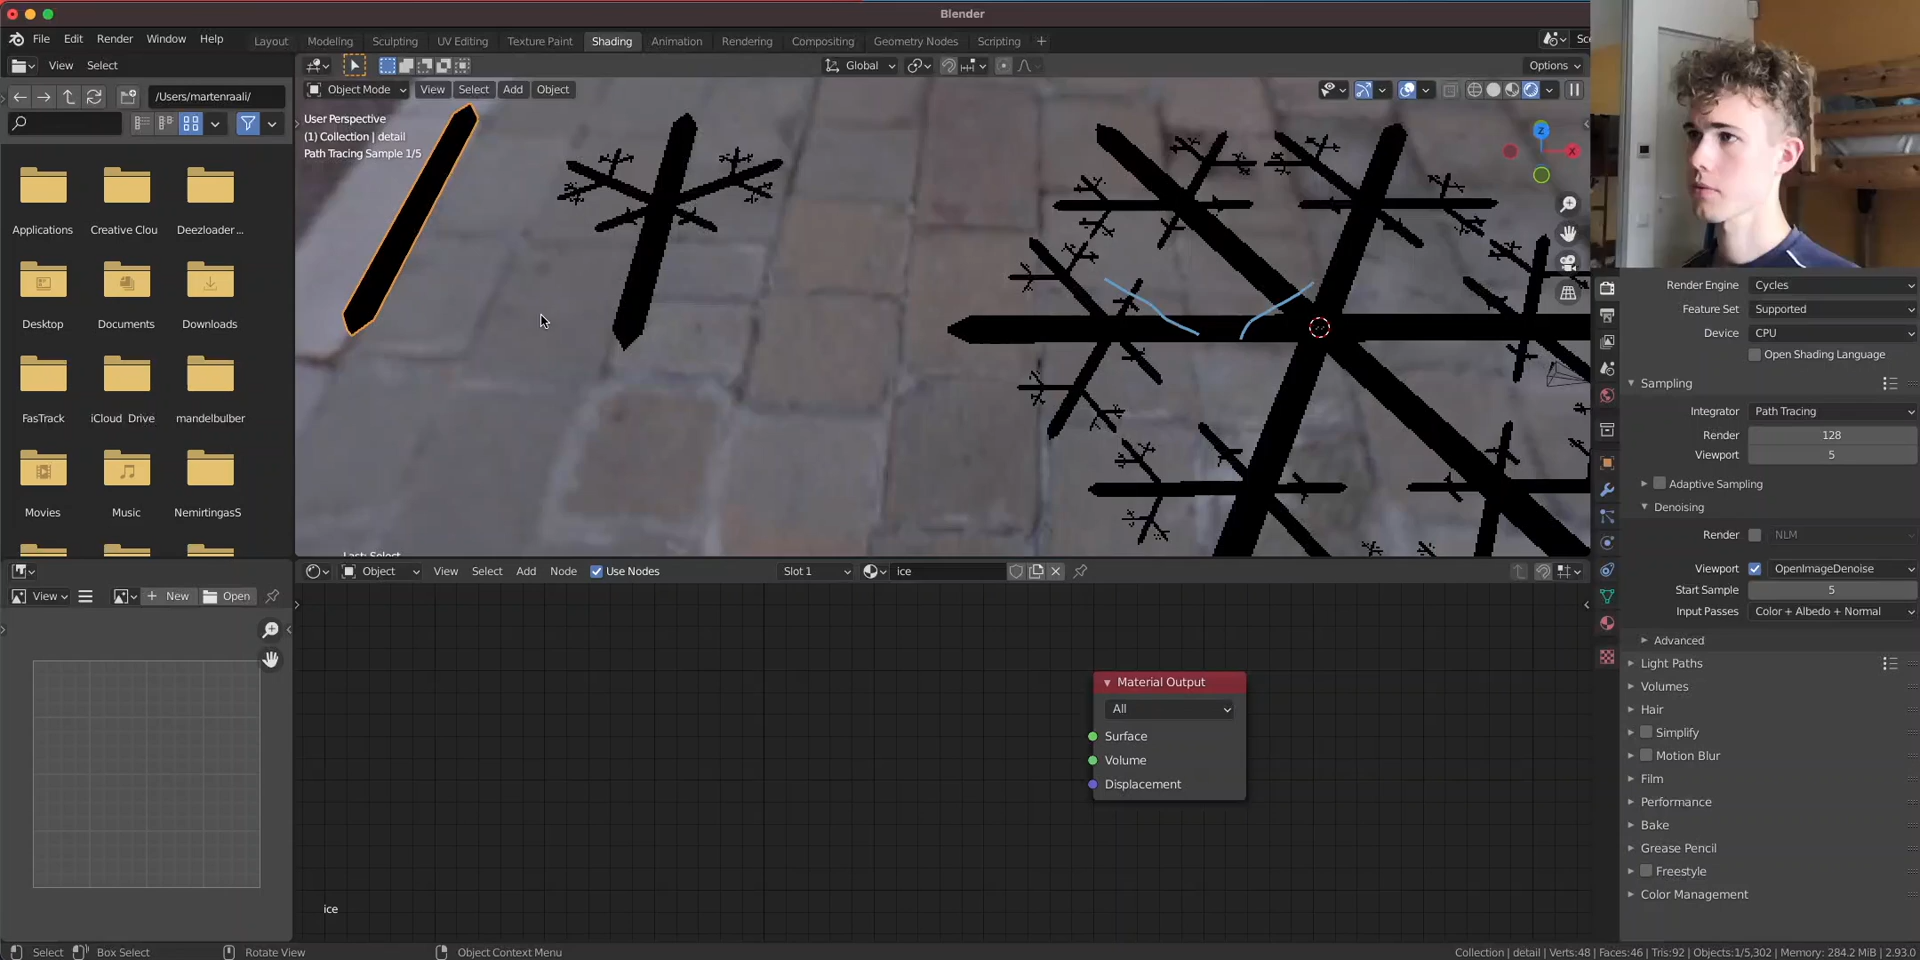 Blender
File Edit Render Window Help
Layout Modeling Sculpting UV Editing Texture Paint Shading Animation Rendering Compositing Geometry Nodes Scripting +
View Select
Global
Options
/Users/martenraali/
Object Mode View Select Add Object
User Perspective
(1) Collection | detail
Path Tracing Sample 1/5
Z
X
Applications Creative Clou Deezloader ...
Desktop Documents Downloads
FasTrack iCloud Drive mandelbulber
Movies Music NemirtingasS
Render Engine Cycles
Feature Set Supported
Device CPU
Open Shading Language
Sampling
Integrator Path Tracing
Render 128
Viewport 5
Adaptive Sampling
Denoising
Render NLM
Viewport OpenImageDenoise
Start Sample 5
Input Passes Color + Albedo + Normal
Advanced
Light Paths
Volumes
Hair
Simplify
Motion Blur
Film
Performance
Bake
Grease Pencil
Freestyle
Color Management
Object View Select Add Node Use Nodes Slot 1 ice
View New Open
Material Output
All
Surface
Volume
Displacement
ice
Select Box Select Rotate View Object Context Menu
Collection | detail | Verts:48 | Faces:46 | Tris:92 | Objects:1/5,302 | Memory: 284.2 MiB | 2.93.0